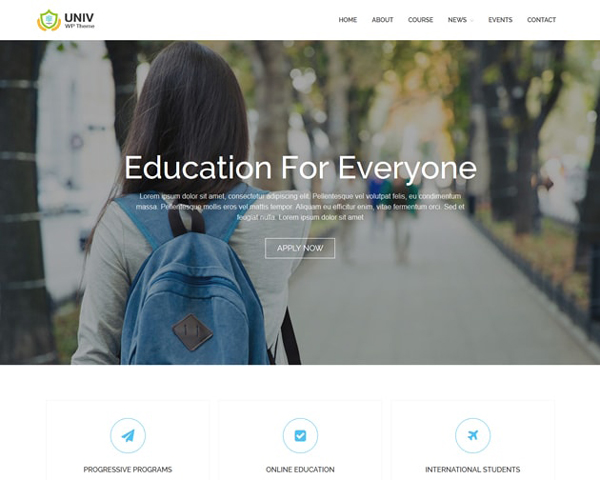 UNIV
WP Theme
HOME ABOUT COURSE NEWS EVENTS CONTACT
Education For Everyone
Lorem ipsum dolor sit amet, consectetur adipiscing elit. Pellentesque vel volutpat felis, eu condimentum
massa. Pellentesque mollis eros vel mattis tempor. Aliquam eu efficitur enim, vitae fermentum orci. Sed et
feugiat nulla. Lorem ipsum dolor sit amet
APPLY NOW
PROGRESSIVE PROGRAMS ONLINE EDUCATION INTERNATIONAL STUDENTS